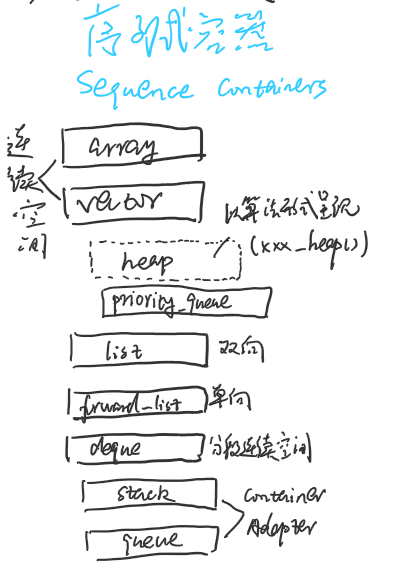 序列式容器
Sequence Containers
连续空间
array
vector
以算法形式呈现
(xxx_heap())
heap
priority_queue
list 双向
forward_list 单向
deque 分段连续空间
stack
Container
Adapter
queue